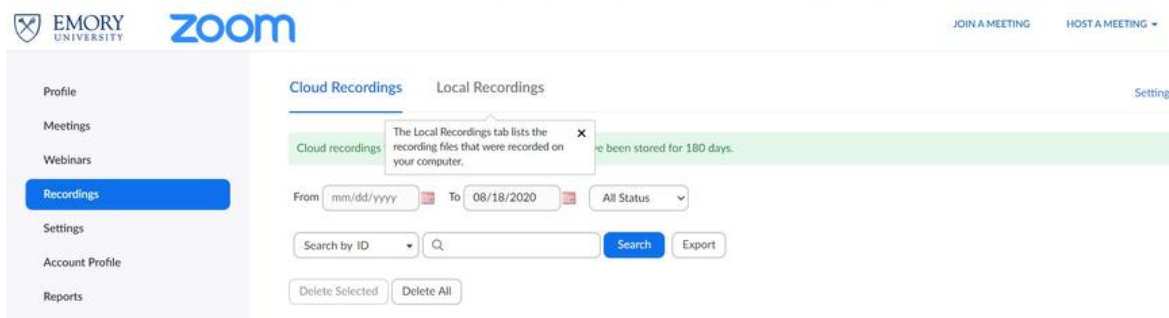 EMORY
UNIVERSITY
zoom
JOIN A MEETING
HOST A MEETING
Profile
Meetings
Webinars
Recordings
Settings
Account Profile
Reports
Cloud Recordings
Local Recordings
Setting
The Local Recordings tab lists the
recording files that were recorded on
your computer.
Cloud recordings
been stored for 180 days.
From mm/dd/yyyy To 08/18/2020 All Status
Search by ID Search Export
Delete Selected Delete All